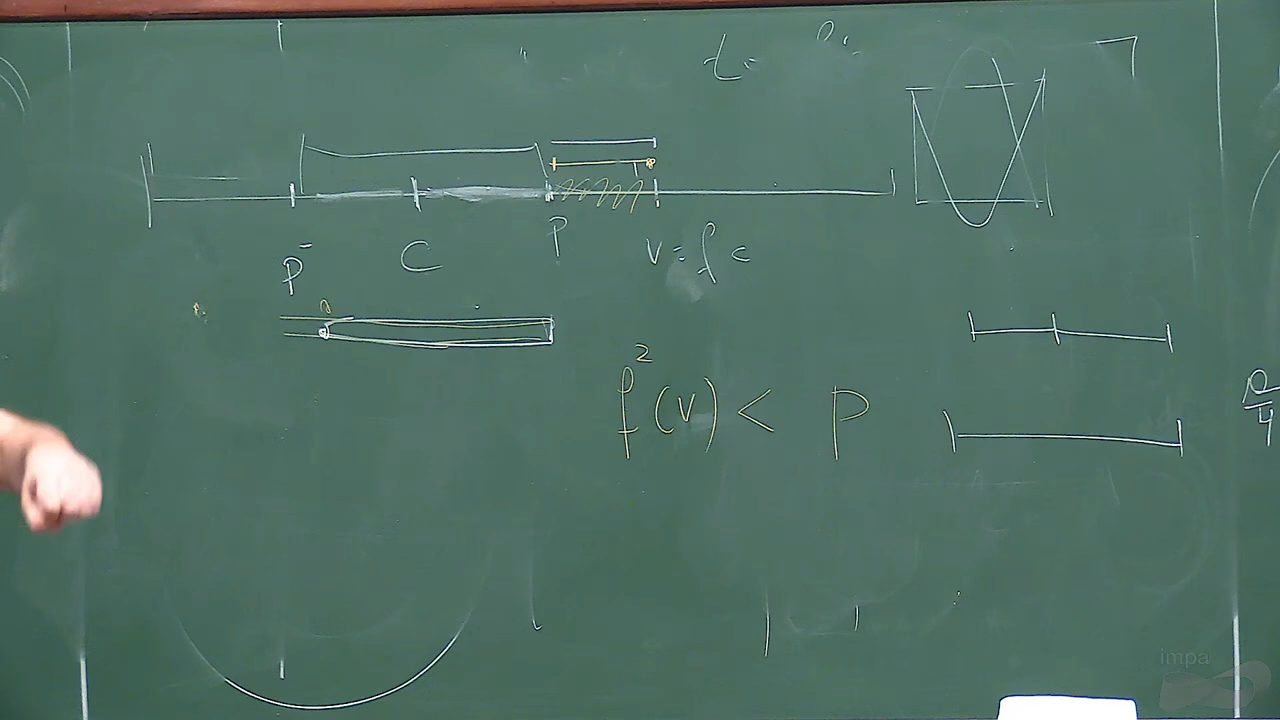 t=
P̄ C P v = f c
f²(v) < P
impa